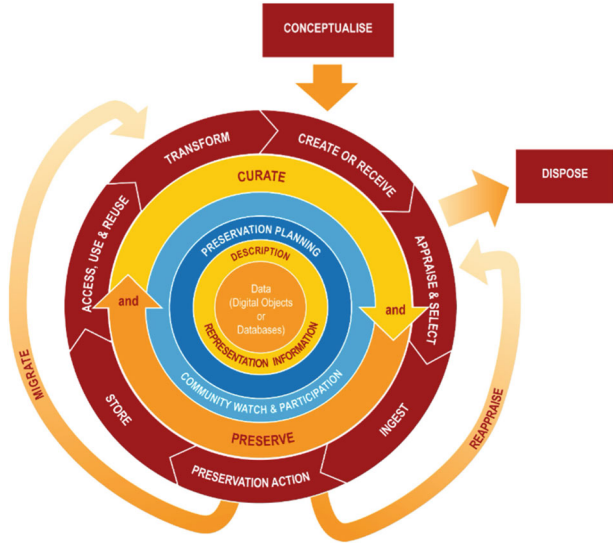 CONCEPTUALISE
DISPOSE
TRANSFORM
CREATE OR RECEIVE
APPRAISE & SELECT
INGEST
PRESERVATION ACTION
STORE
ACCESS, USE & REUSE
MIGRATE
REAPPRAISE
CURATE
and
PRESERVE
and
COMMUNITY WATCH & PARTICIPATION
PRESERVATION PLANNING
DESCRIPTION
REPRESENTATION INFORMATION
Data
(Digital Objects
or
Databases)